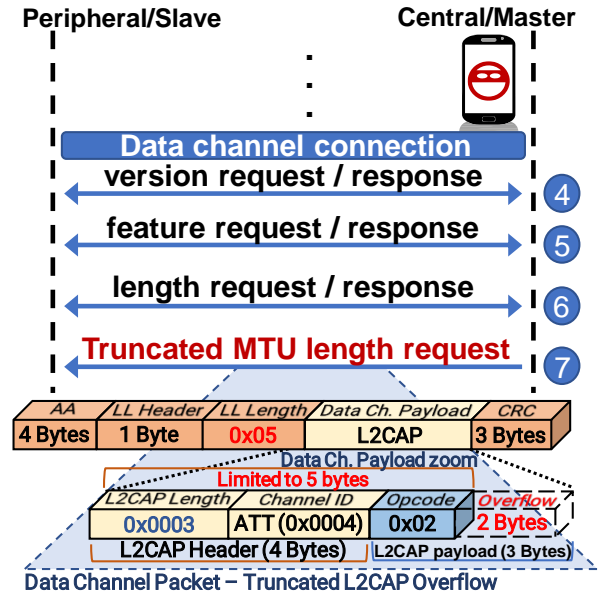 Peripheral/Slave
Central/Master
Data channel connection
version request / response
4
feature request / response
5
length request / response
6
Truncated MTU length request
7
AA
LL Header
LL Length
Data Ch. Payload
CRC
4 Bytes
1 Byte
0x05
L2CAP
3 Bytes
Data Ch. Payload zoom
Limited to 5 bytes
L2CAP Length
Channel ID
Opcode
Overflow
0x0003
ATT (0x0004)
0x02
2 Bytes
L2CAP Header (4 Bytes)
L2CAP payload (3 Bytes)
Data Channel Packet – Truncated L2CAP Overflow